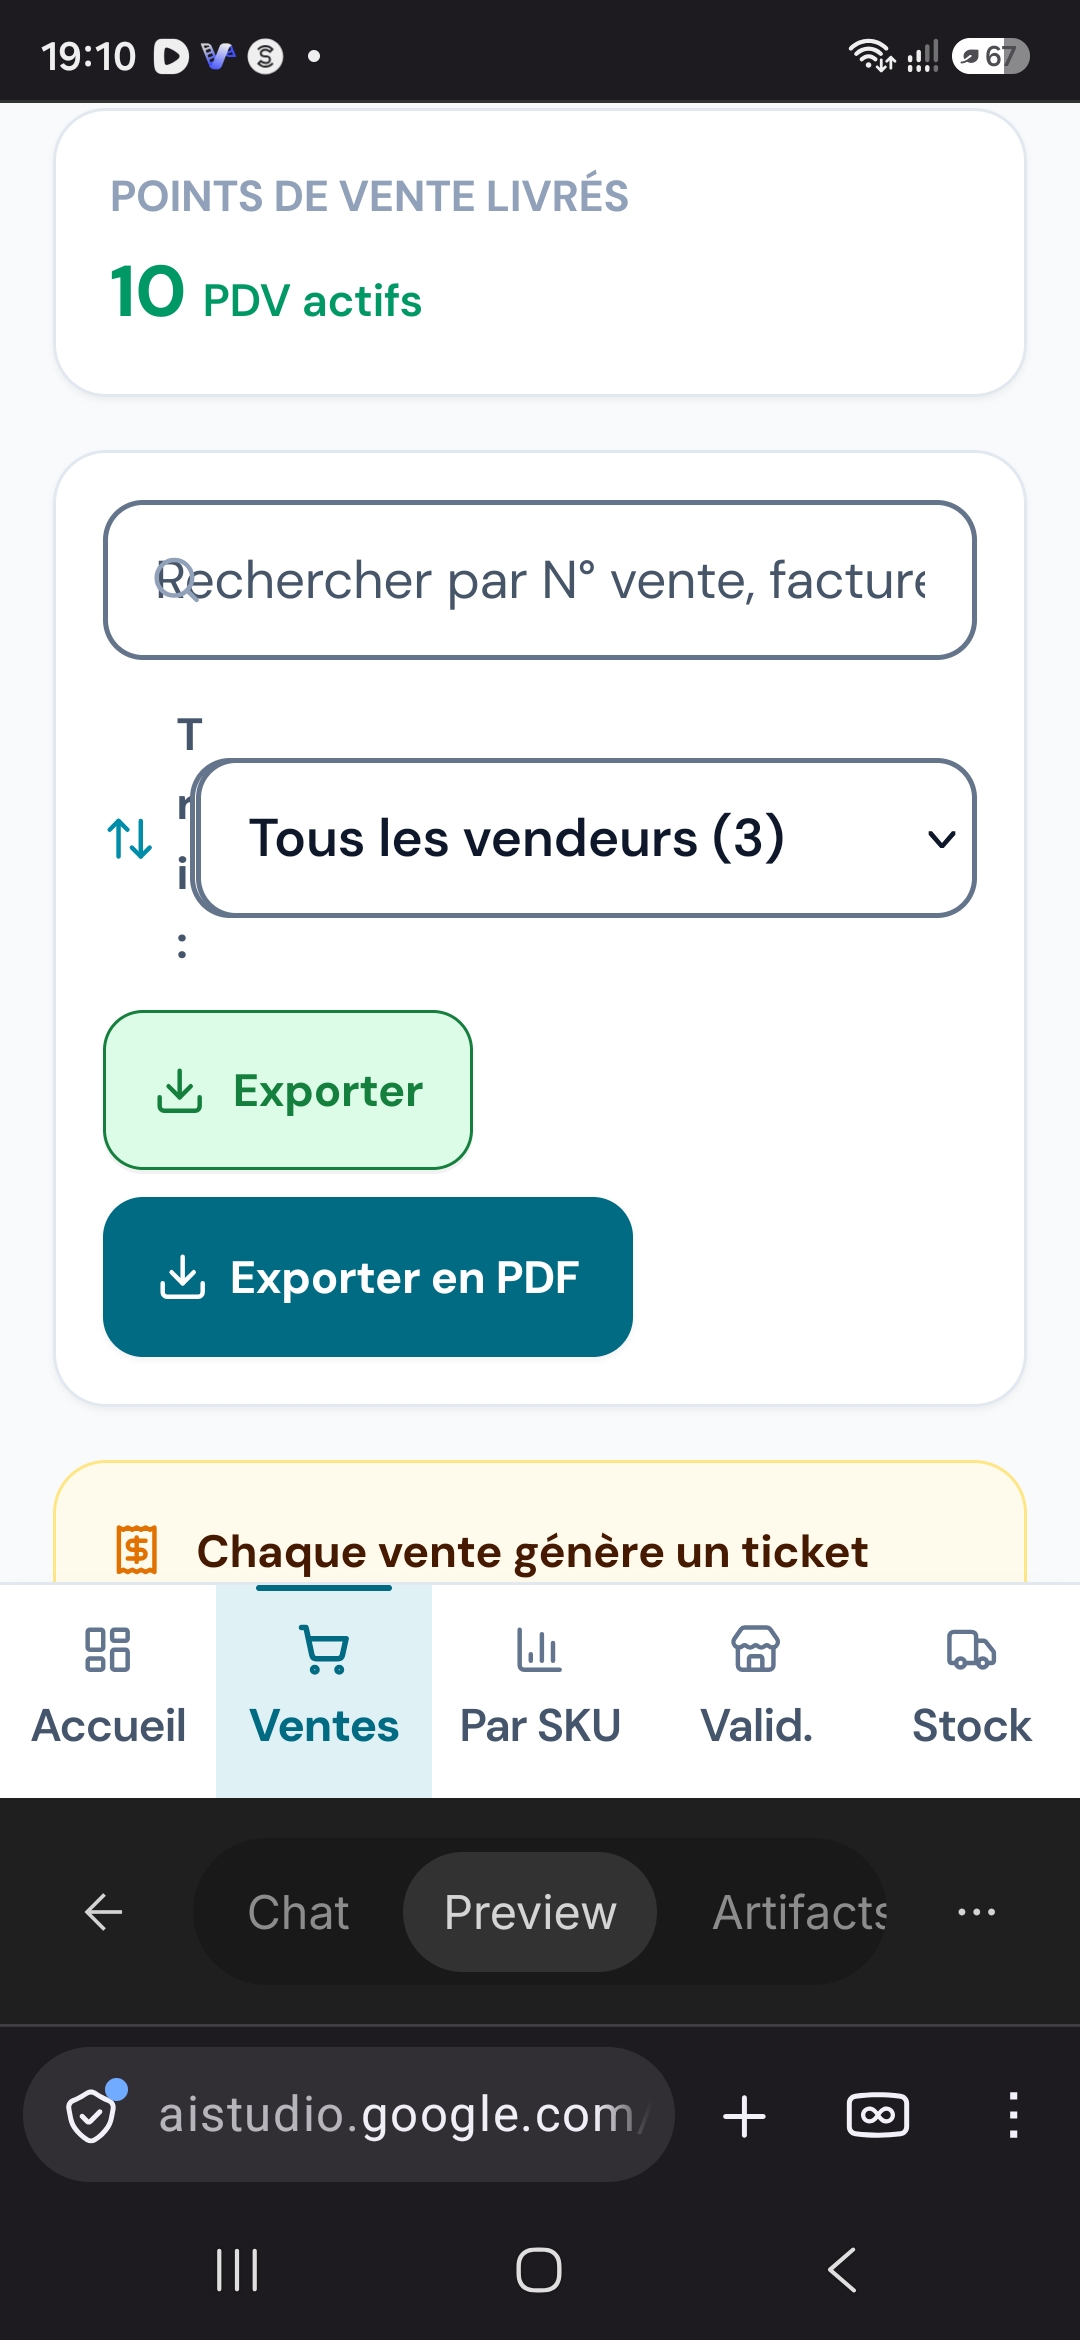 19:10
67
POINTS DE VENTE LIVRÉS
10 PDV actifs
Rechercher par N° vente, facture
Tri :
Tous les vendeurs (3)
Exporter
Exporter en PDF
Chaque vente génère un ticket
Accueil
Ventes
Par SKU
Valid.
Stock
Chat
Preview
Artifacts
aistudio.google.com/